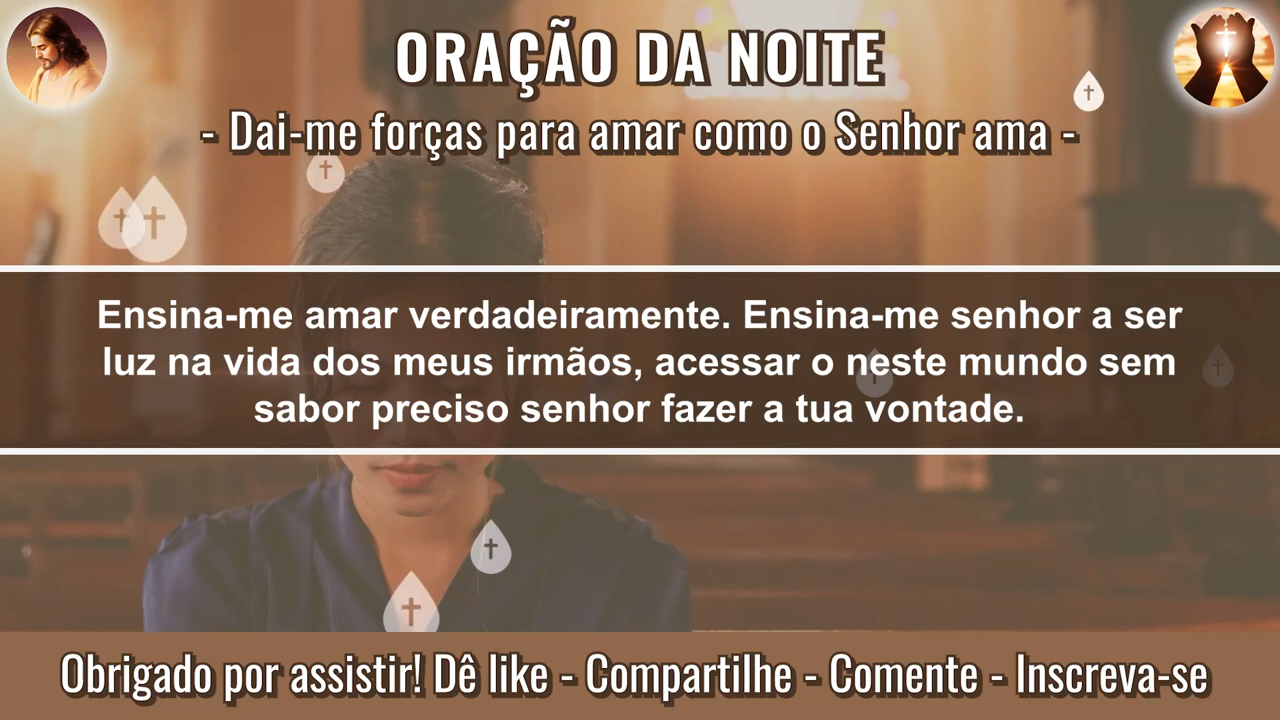 ORAÇÃO DA NOITE
- Dai-me forças para amar como o Senhor ama -
Ensina-me amar verdadeiramente. Ensina-me senhor a ser
luz na vida dos meus irmãos, acessar o neste mundo sem
sabor preciso senhor fazer a tua vontade.
Obrigado por assistir! Dê like - Compartilhe - Comente - Inscreva-se